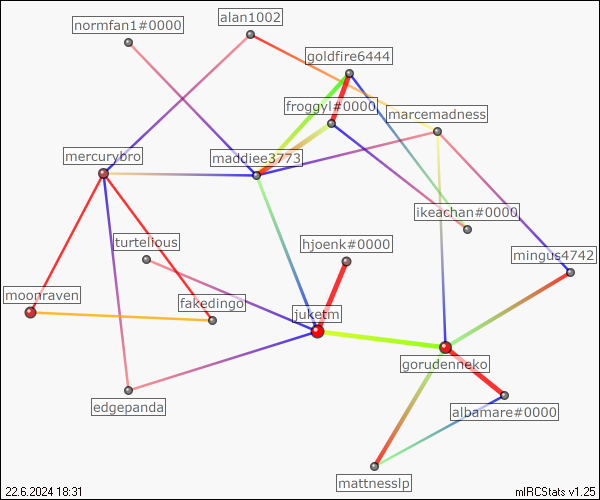 alan1002
normfan1#0000
goldfire6444
froggyl#0000
marcemadness
mercurybro
maddiee3773
ikeachan#0000
turtelious
hjoenk#0000
mingus4742
moonraven
fakedingo
juketm
gorudenneko
edgepanda
albamare#0000
mattnesslp
22.6.2024 18:31
mIRCStats v1.25